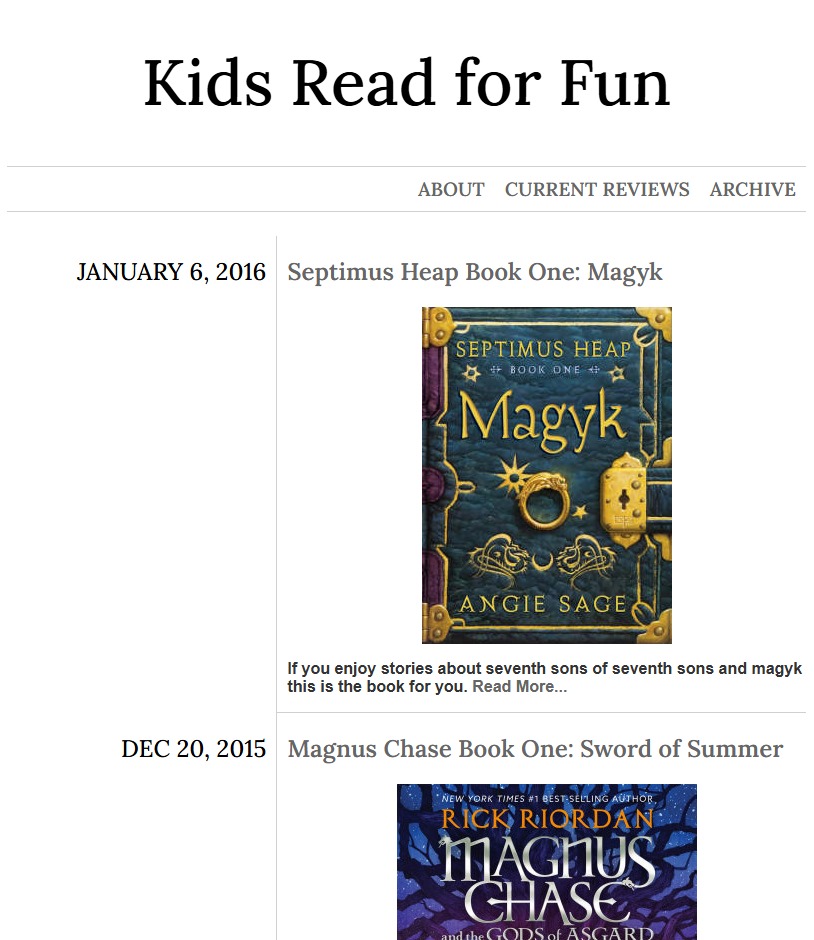 Kids Read for Fun
ABOUT CURRENT REVIEWS ARCHIVE
JANUARY 6, 2016
Septimus Heap Book One: Magyk
SEPTIMUS HEAP
BOOK ONE
Magyk
ANGIE SAGE
If you enjoy stories about seventh sons of seventh sons and magyk
this is the book for you. Read More...
DEC 20, 2015
Magnus Chase Book One: Sword of Summer
NEW YORK TIMES #1 BEST-SELLING AUTHOR
RICK RIORDAN
MAGNUS
CHASE
and the GODS of ASGARD